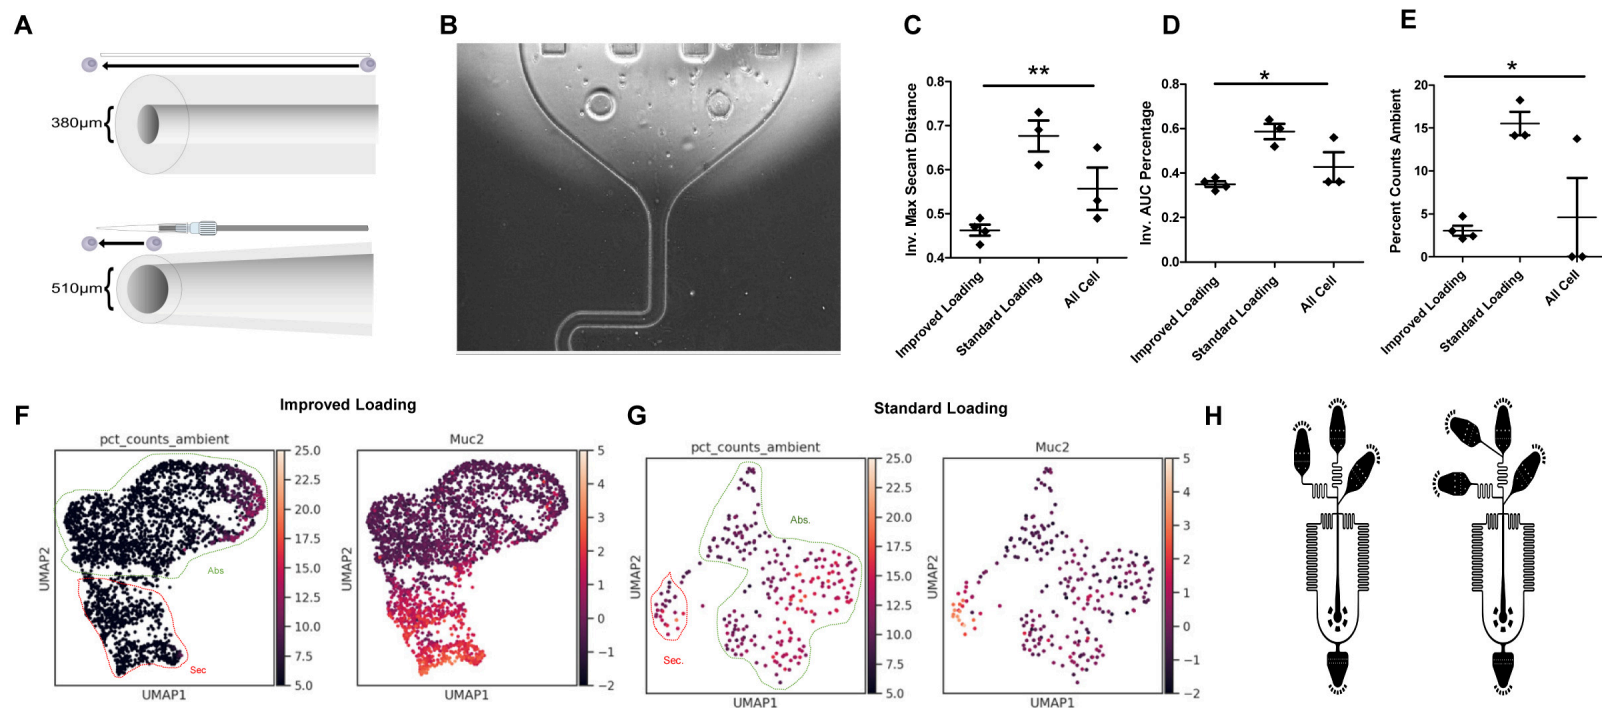 A
380µm
510µm
B
C
**
Inv. Max Secant Distance
0.8
0.7
0.6
0.5
0.4
Improved Loading
Standard Loading
All Cell
D
*
Inv. AUC Percentage
0.8
0.6
0.4
0.2
0.0
Improved Loading
Standard Loading
All Cell
E
*
Percent Counts Ambient
20
15
10
5
0
Improved Loading
Standard Loading
All Cell
F
Improved Loading
pct_counts_ambient
UMAP2
Abs
Sec
UMAP1
25.0
22.5
20.0
17.5
15.0
12.5
10.0
7.5
5.0
Muc2
UMAP2
UMAP1
5
4
3
2
1
0
−1
−2
G
Standard Loading
pct_counts_ambient
UMAP2
Abs.
Sec.
UMAP1
25.0
22.5
20.0
17.5
15.0
12.5
10.0
7.5
5.0
Muc2
UMAP2
UMAP1
5
4
3
2
1
0
−1
−2
H